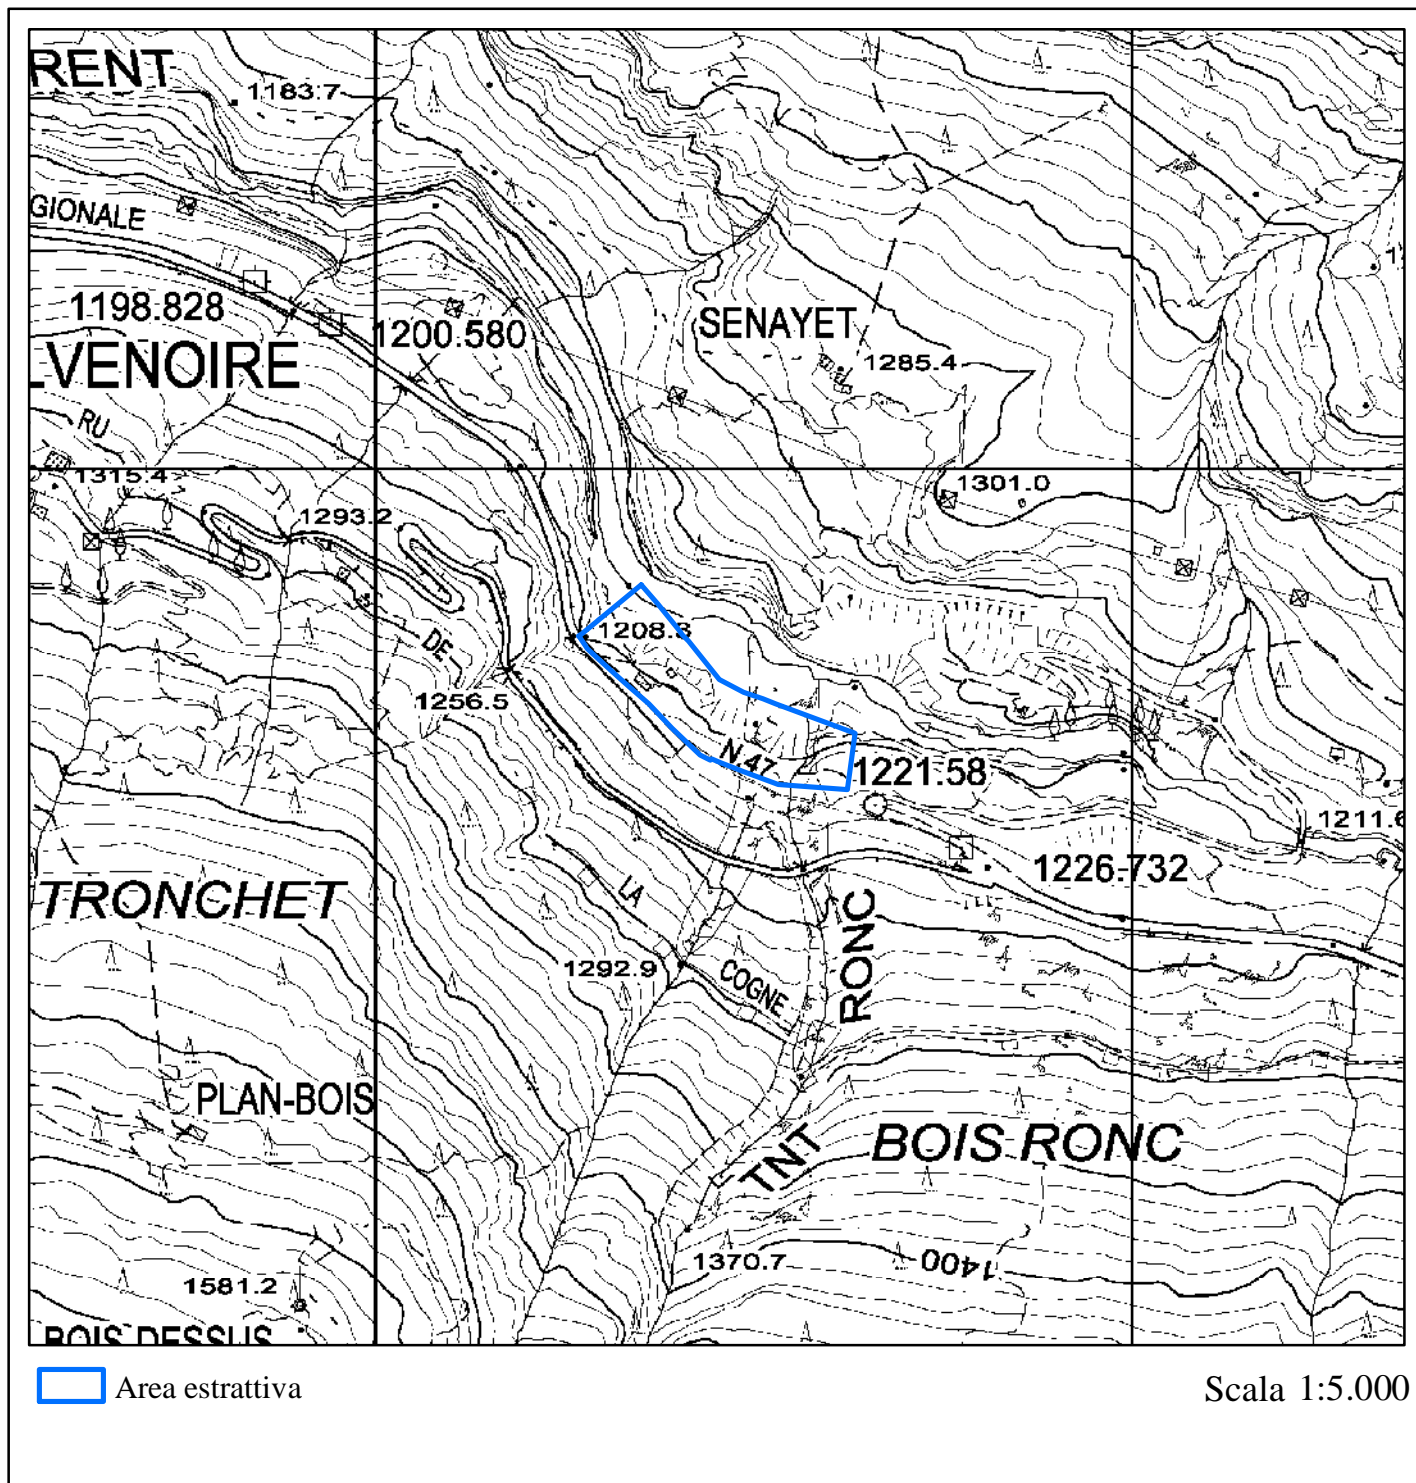 RENT
1183.7
GIONALE
1198.828
1200.580
SENAYET
1285.4
LVENOIRE
RU
1315.4
1301.0
1293.2
1208.3
DE
1256.5
N.47
1221.58
1211.6
1226.732
TRONCHET
LA
RONC
1292.9
COGNE
PLAN-BOIS
TNT
BOIS RONC
1370.7
1400
1581.2
BOIS DESSUS
Area estrattiva
Scala 1:5.000